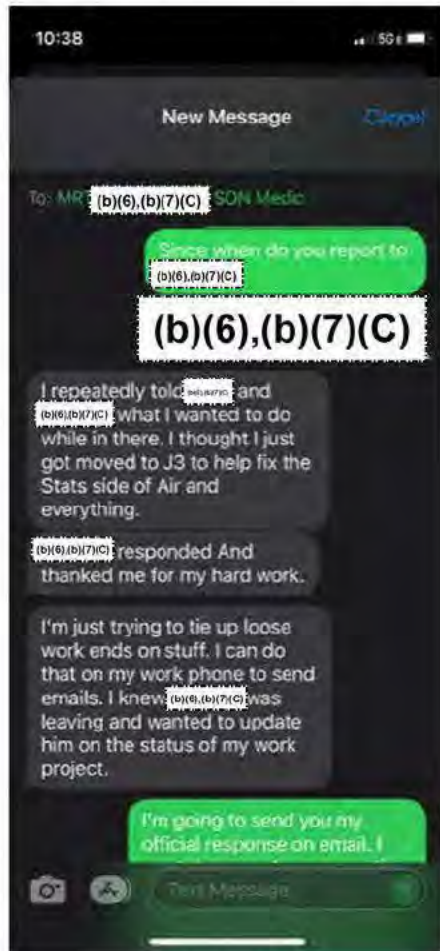 10:38
5G
New Message
Cancel
To: MR (b)(6),(b)(7)(C) SON Medic
Since when do you report to
(b)(6),(b)(7)(C)
(b)(6),(b)(7)(C)
I repeatedly told (b)(6),(b)(7)(C) and
(b)(6),(b)(7)(C) what I wanted to do
while in there. I thought I just
got moved to J3 to help fix the
Stats side of Air and
everything.
(b)(6),(b)(7)(C) responded And
thanked me for my hard work.
I'm just trying to tie up loose
work ends on stuff. I can do
that on my work phone to send
emails. I knew (b)(6),(b)(7)(C) was
leaving and wanted to update
him on the status of my work
project.
I'm going to send you my
official response on email. I
Text Message